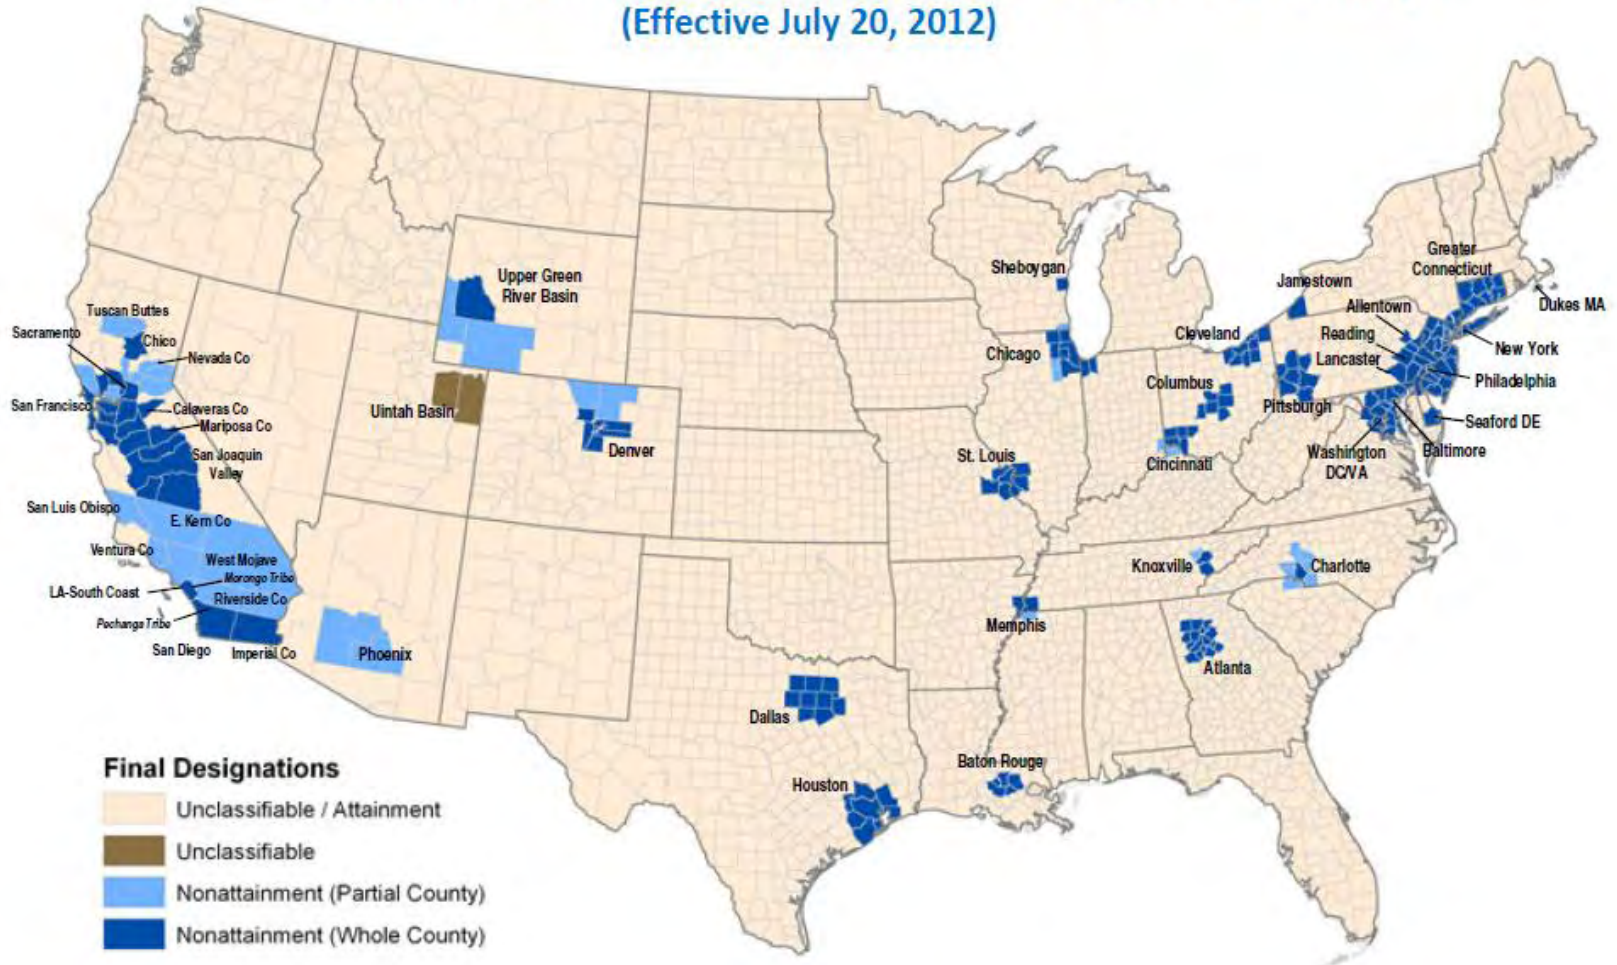 (Effective July 20, 2012)
Upper Green
River Basin
Sheboygan
Greater
Connecticut
Jamestown
Allentown
Dukes MA
Tuscan Buttes
Sacramento
Chico
Nevada Co
Chicago
Cleveland
Reading
Lancaster
New York
Columbus
Philadelphia
San Francisco
Calaveras Co
Mariposa Co
Uintah Basin
Pittsburgh
Seaford DE
San Joaquin
Valley
Denver
St. Louis
Cincinnati
Washington
DC/VA
Baltimore
San Luis Obispo
E. Kern Co
Ventura Co
West Mojave
Morongo Tribe
LA-South Coast
Riverside Co
Pechanga Tribe
San Diego
Imperial Co
Phoenix
Knoxville
Charlotte
Memphis
Atlanta
Dallas
Baton Rouge
Houston
Final Designations
Unclassifiable / Attainment
Unclassifiable
Nonattainment (Partial County)
Nonattainment (Whole County)